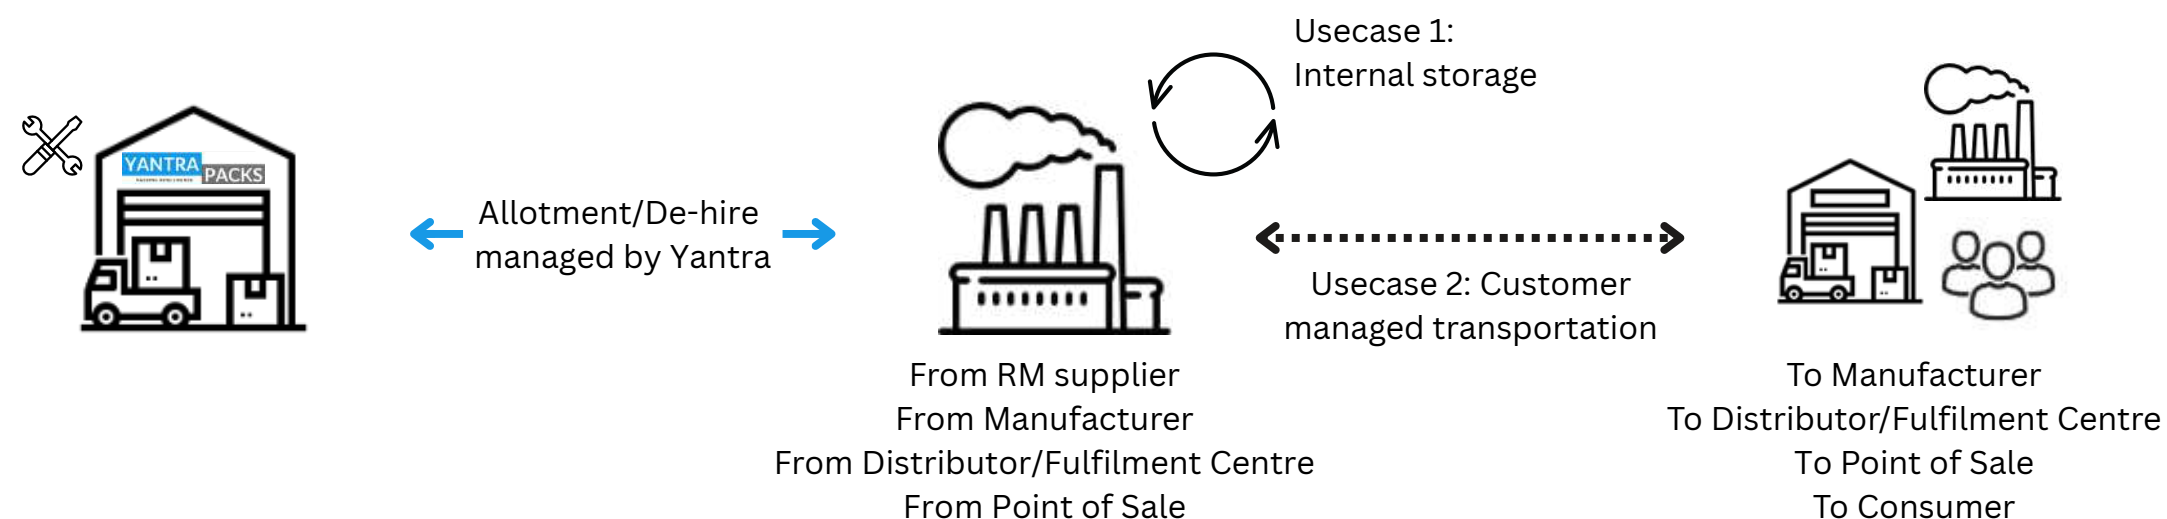 YANTRA
PACKS
Allotment/De-hire
managed by Yantra
Usecase 1:
Internal storage
Usecase 2: Customer
managed transportation
From RM supplier
From Manufacturer
From Distributor/Fulfilment Centre
From Point of Sale
To Manufacturer
To Distributor/Fulfilment Centre
To Point of Sale
To Consumer